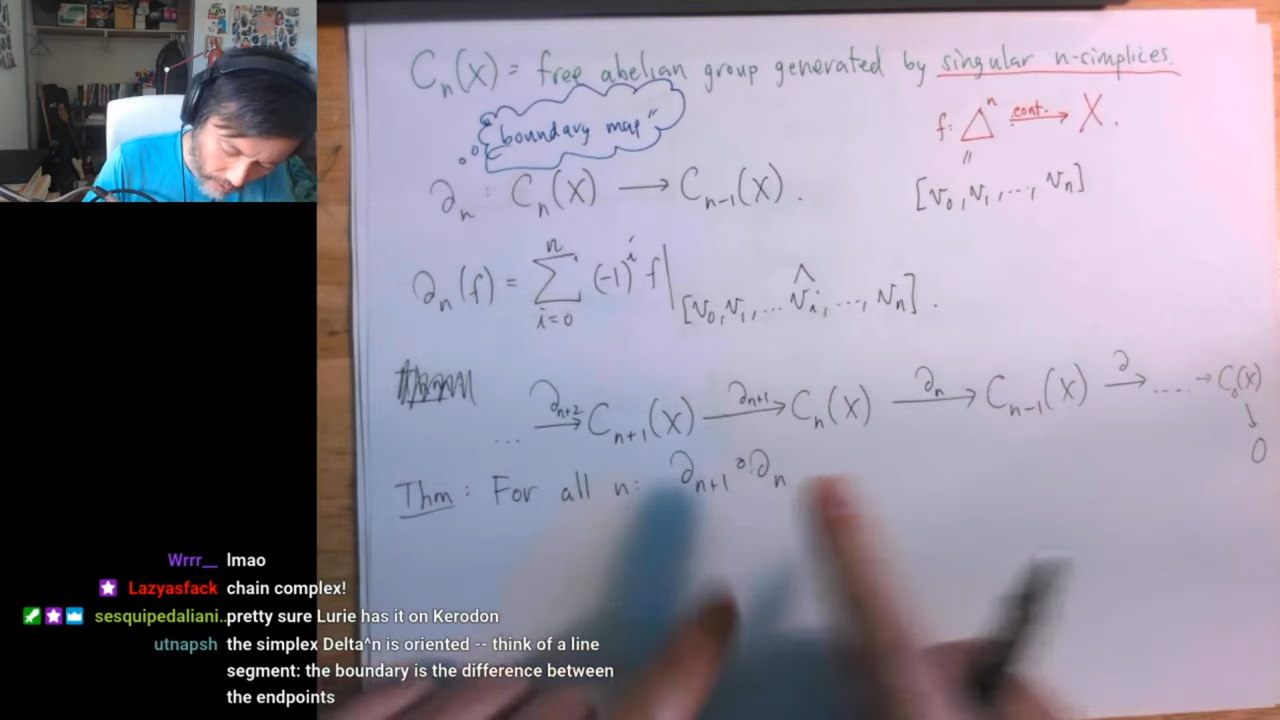 Cₙ(X) = free abelian group generated by singular n-simplices.
"boundary map"
f: Δⁿ cont. → X.
=
[v₀, v₁, ..., vₙ]
∂ₙ : Cₙ(X) → Cₙ₋₁(X).
∂ₙ(f) = Σᵢ₌₀ⁿ (-1)ⁱ f|[v₀, v₁, ... v̂ᵢ, ..., vₙ].
... ∂ₙ₊₂→ Cₙ₊₁(X) ∂ₙ₊₁→ Cₙ(X) ∂ₙ→ Cₙ₋₁(X) ∂→ ..... → C₀(X)
↓
0
Thm: For all n: ∂ₙ₊₁ ∘ ∂ₙ
Wrrr__ lmao
Lazyasfack chain complex!
sesquipedaliani.. pretty sure Lurie has it on Kerodon
utnapsh the simplex Delta^n is oriented -- think of a line
segment: the boundary is the difference between
the endpoints